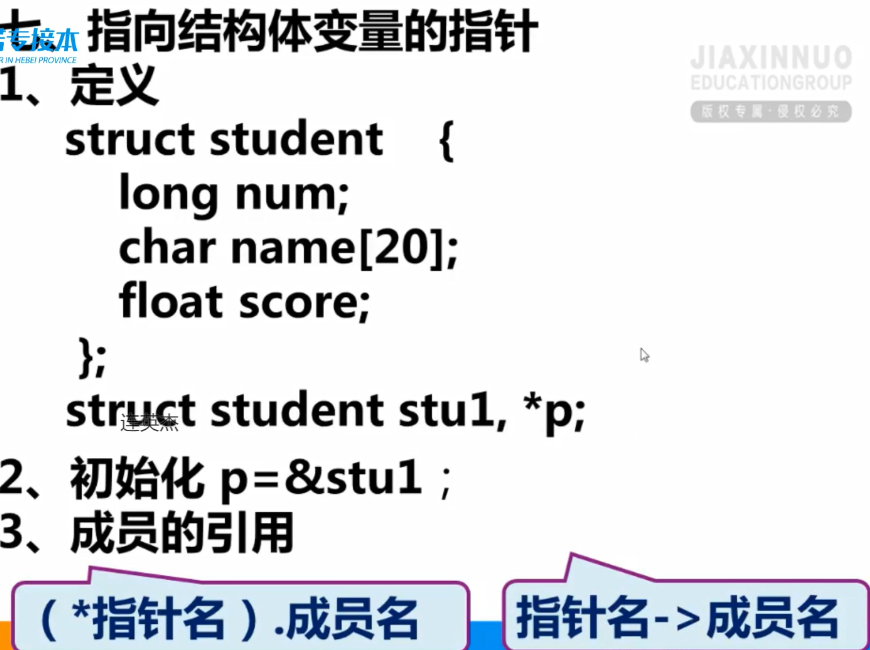 七、指向结构体变量的指针
专接本
R IN HEBEI PROVINCE
JIAXINNUO
EDUCATIONGROUP
版权专属·侵权必究
1、定义
struct student {
long num;
char name[20];
float score;
};
struct student stu1, *p;
连英杰
2、初始化 p=&stu1；
3、成员的引用
（*指针名）.成员名
指针名->成员名